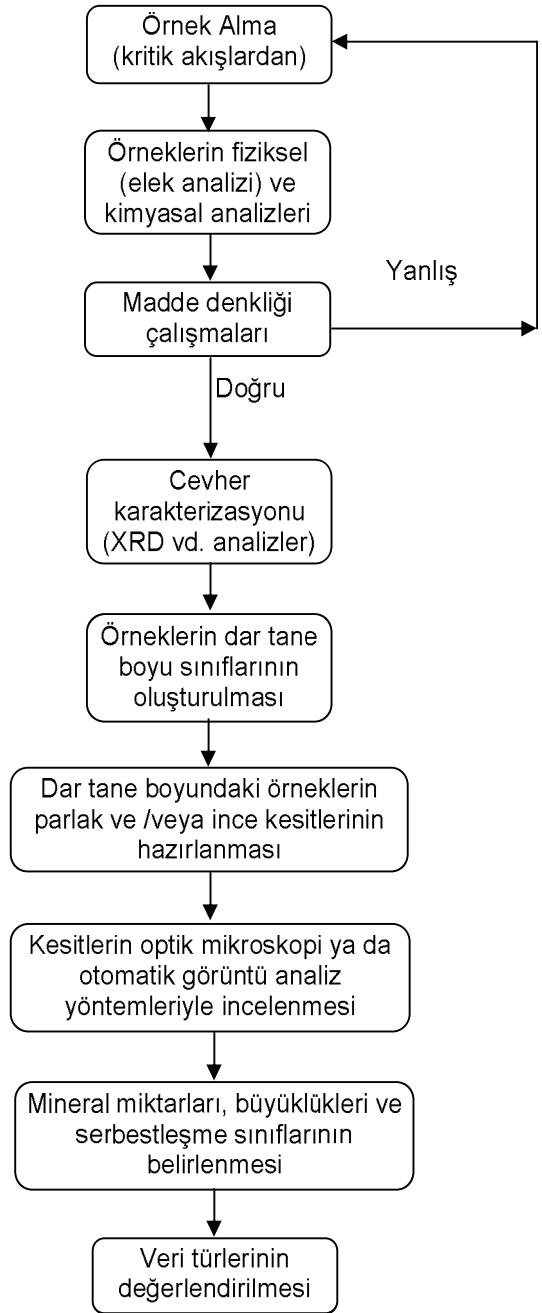 Örnek Alma
(kritik akışlardan)
Örneklerin fiziksel
(elek analizi) ve
kimyasal analizleri
Yanlış
Madde denkliği
çalışmaları
Doğru
Cevher
karakterizasyonu
(XRD vd. analizler)
Örneklerin dar tane
boyu sınıflarının
oluşturulması
Dar tane boyundaki örneklerin
parlak ve /veya ince kesitlerinin
hazırlanması
Kesitlerin optik mikroskopi ya da
otomatik görüntü analiz
yöntemleriyle incelenmesi
Mineral miktarları, büyüklükleri ve
serbestleşme sınıflarının
belirlenmesi
Veri türlerinin
değerlendirilmesi